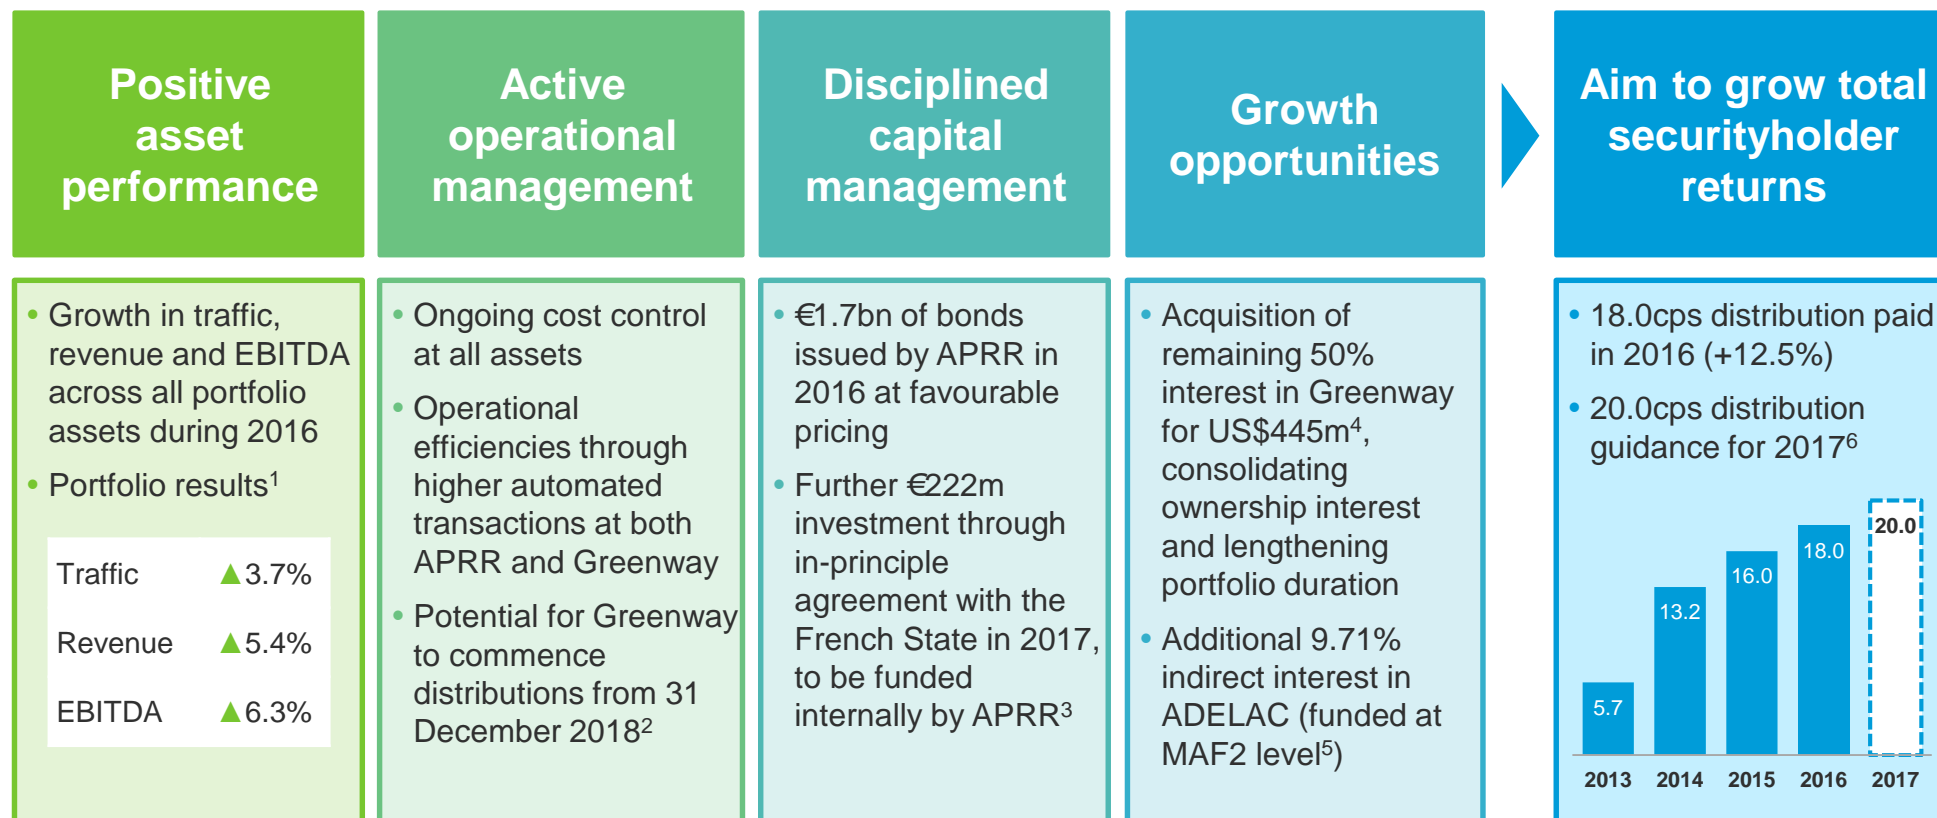 Positive
asset
performance
Active
operational
management
Disciplined
capital
management
Growth
opportunities
Aim to grow total
securityholder
returns
• Growth in traffic,
revenue and EBITDA
across all portfolio
assets during 2016
• Portfolio results¹
Traffic ▲3.7%
Revenue ▲5.4%
EBITDA ▲6.3%
• Ongoing cost control
at all assets
• Operational
efficiencies through
higher automated
transactions at both
APRR and Greenway
• Potential for Greenway
to commence
distributions from 31
December 2018²
• €1.7bn of bonds
issued by APRR in
2016 at favourable
pricing
• Further €222m
investment through
in-principle
agreement with the
French State in 2017,
to be funded
internally by APRR³
• Acquisition of
remaining 50%
interest in Greenway
for US$445m⁴,
consolidating
ownership interest
and lengthening
portfolio duration
• Additional 9.71%
indirect interest in
ADELAC (funded at
MAF2 level⁵)
• 18.0cps distribution paid
in 2016 (+12.5%)
• 20.0cps distribution
guidance for 2017⁶
5.7
13.2
16.0
18.0
20.0
2013 2014 2015 2016 2017